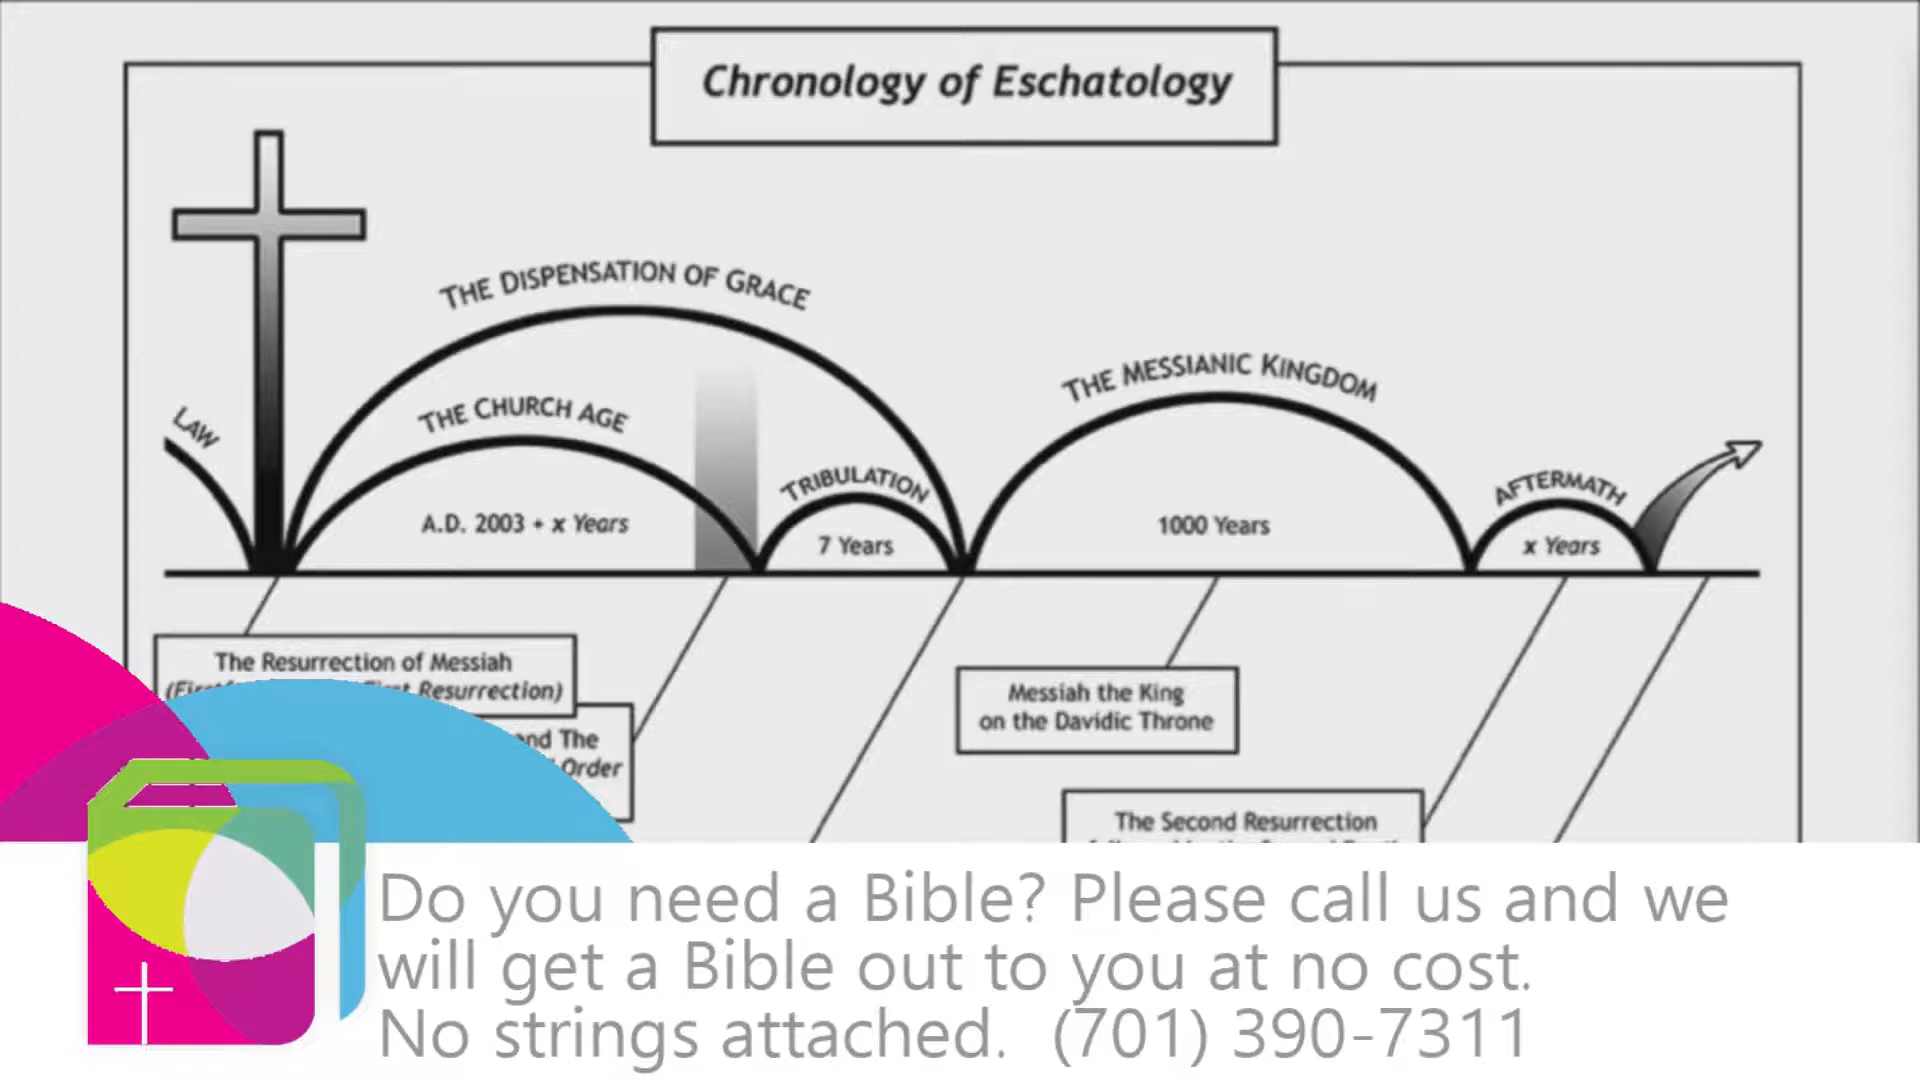 Chronology of Eschatology
THE DISPENSATION OF GRACE
THE MESSIANIC KINGDOM
THE CHURCH AGE
LAW
TRIBULATION
AFTERMATH
A.D. 2003 + x Years
7 Years
1000 Years
x Years
The Resurrection of Messiah
Resurrection)
and The
Order
Messiah the King
on the Davidic Throne
The Second Resurrection
Do you need a Bible? Please call us and we
will get a Bible out to you at no cost.
No strings attached. (701) 390-7311